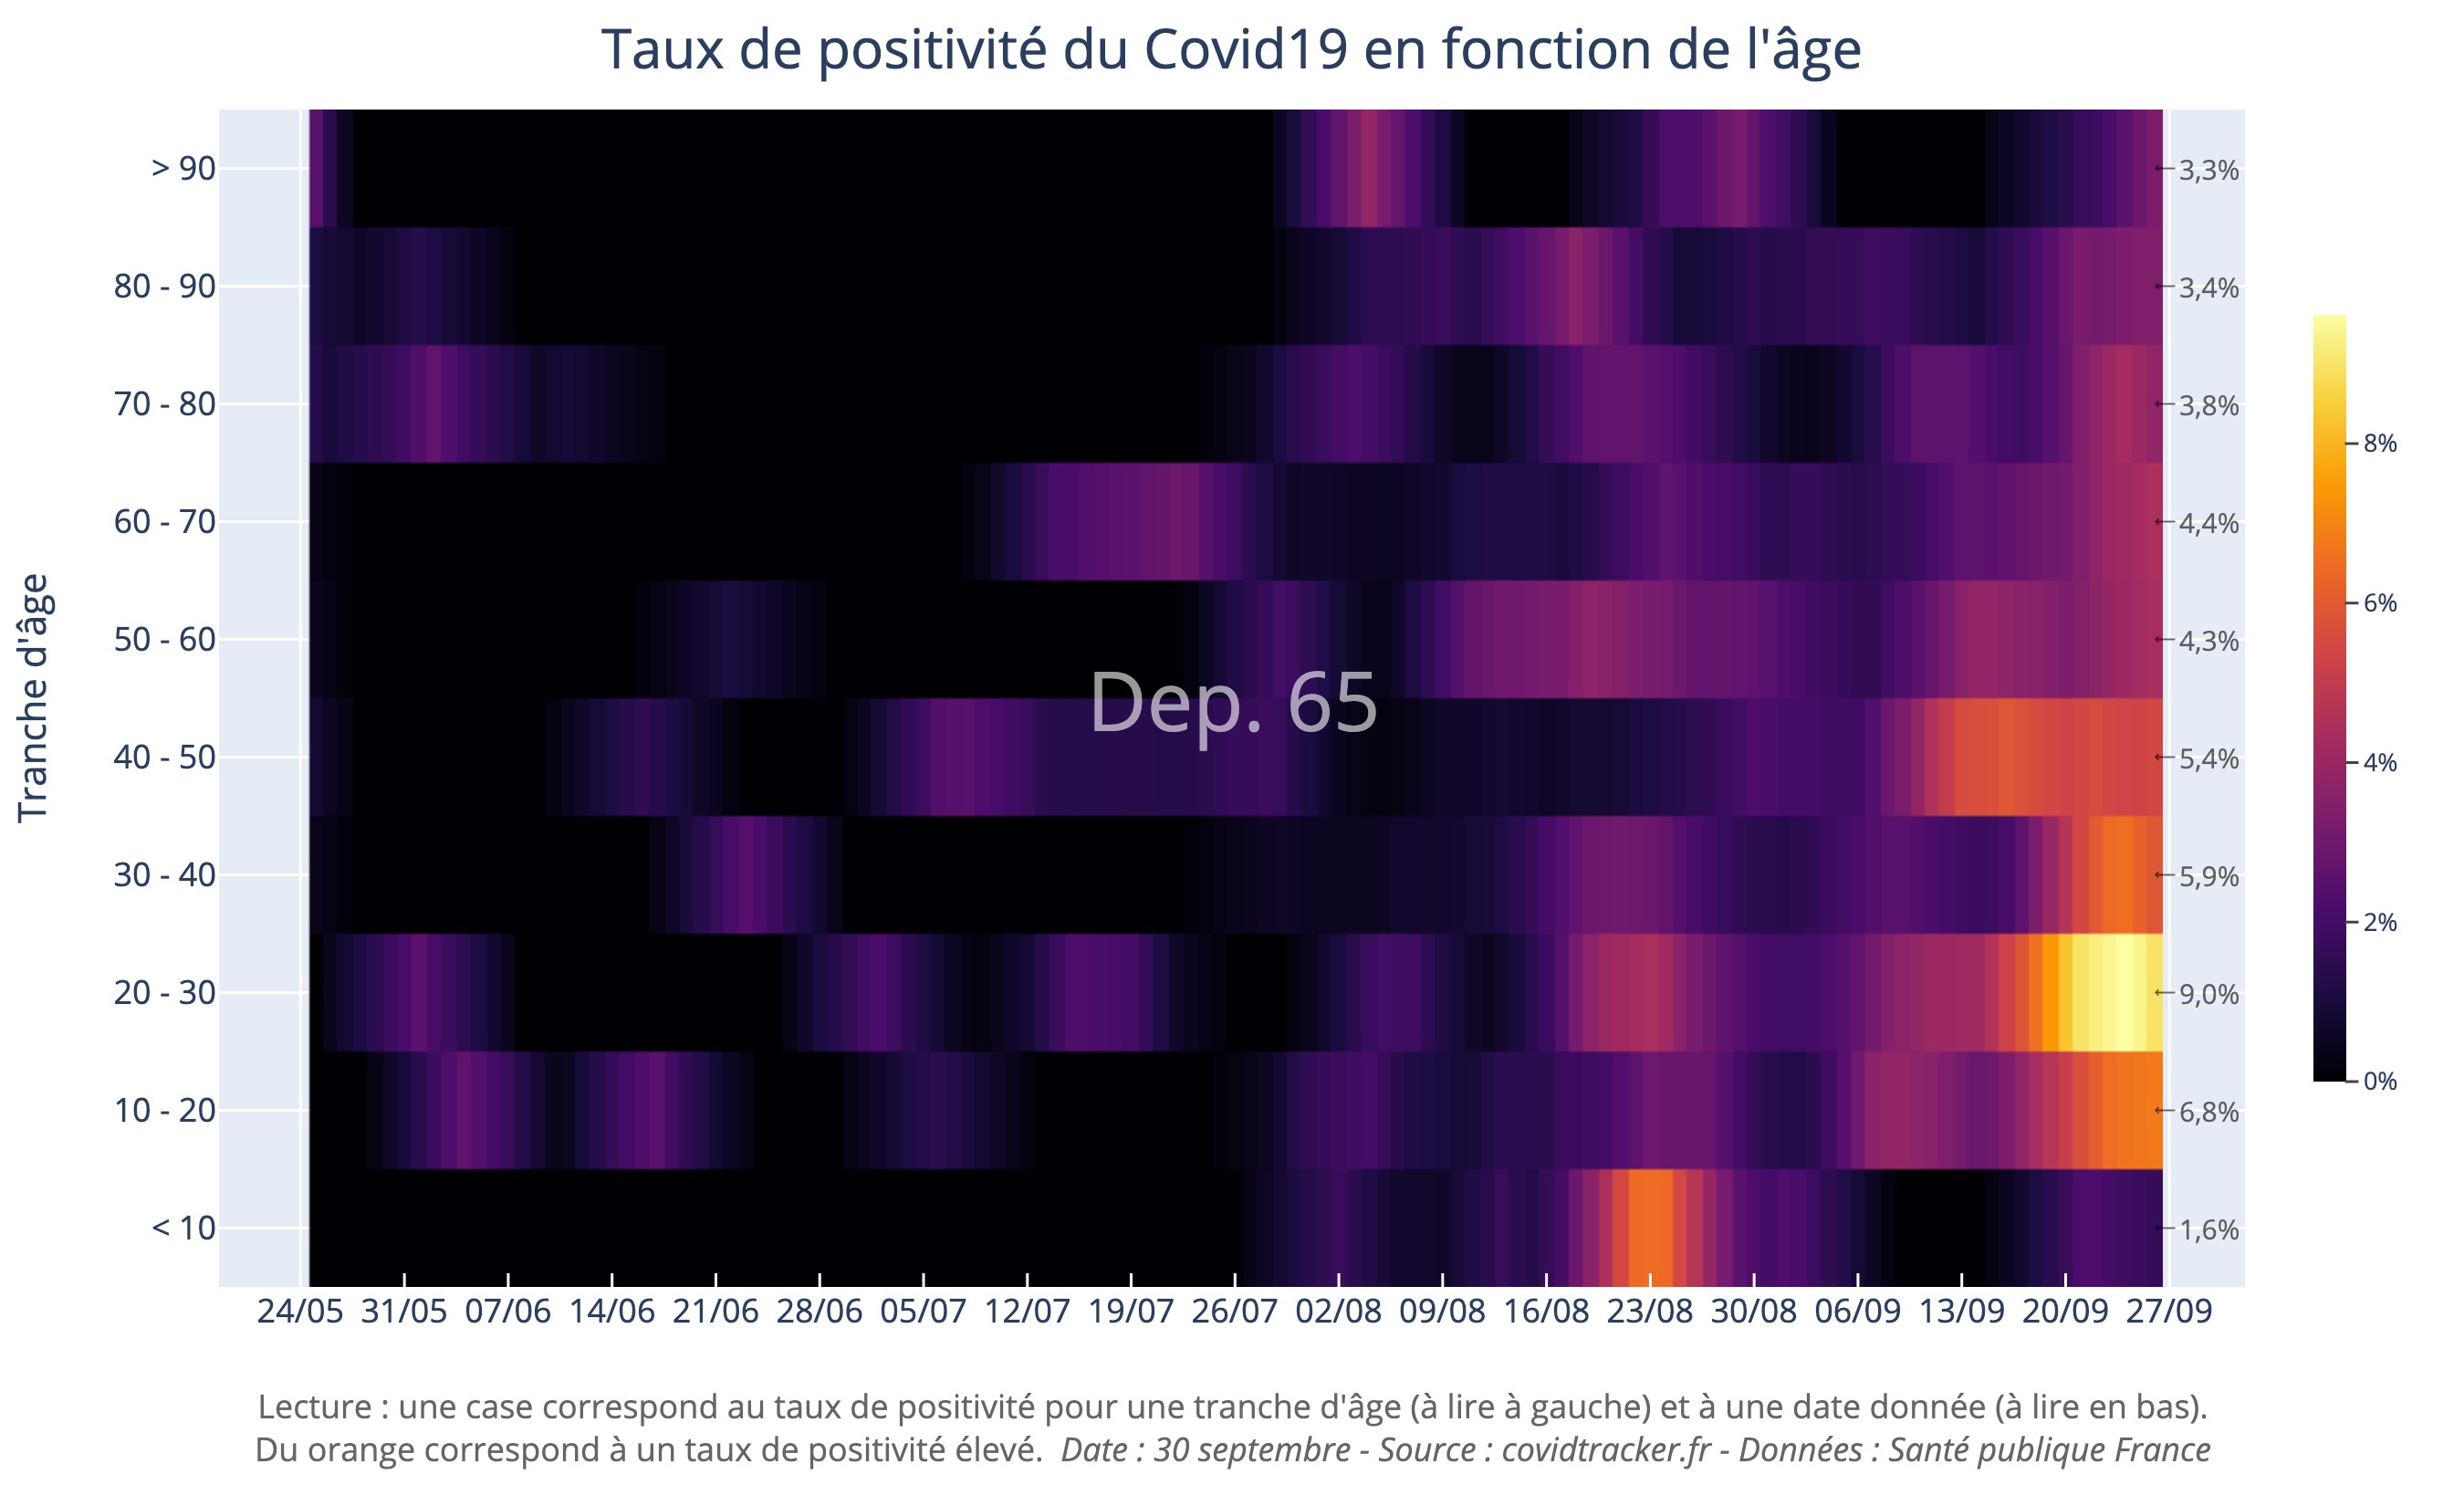 Taux de positivité du Covid19 en fonction de l'âge
Tranche d'âge
> 90
3,3%
80 - 90
3,4%
70 - 80
3,8%
60 - 70
4,4%
50 - 60
4,3%
40 - 50
5,4%
30 - 40
5,9%
20 - 30
9,0%
10 - 20
6,8%
< 10
1,6%
Dep. 65
8%
6%
4%
2%
0%
24/05 31/05 07/06 14/06 21/06 28/06 05/07 12/07 19/07 26/07 02/08 09/08 16/08 23/08 30/08 06/09 13/09 20/09 27/09
Lecture : une case correspond au taux de positivité pour une tranche d'âge (à lire à gauche) et à une date donnée (à lire en bas).
Du orange correspond à un taux de positivité élevé. Date : 30 septembre - Source : covidtracker.fr - Données : Santé publique France